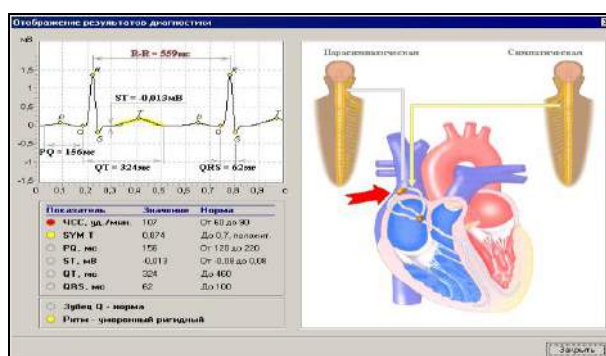 Отображение результатов диагностики
мВ
R-R = 559мс
R
R
1,5
1
ST = -0,013мВ
0,5
T
0
S
S
-0,5
PQ = 156мс
QT = 324мс
QRS = 62мс
-1
-1,5
0 0,1 0,2 0,3 0,4 0,5 0,6 0,7 0,8 0,9 с
Показатель Значение Норма
ЧСС, уд./мин. 107 От 60 до 90
SYM T 0,874 До 0,7, положит.
PQ, мс 156 От 120 до 220
ST, мВ -0,013 От -0,08 до 0,08
QT, мс 324 До 460
QRS, мс 62 До 100
Зубец Q - норма
Ритм - умеренный ригидный
Парасимпатическая
Симпатическая
Закрыть